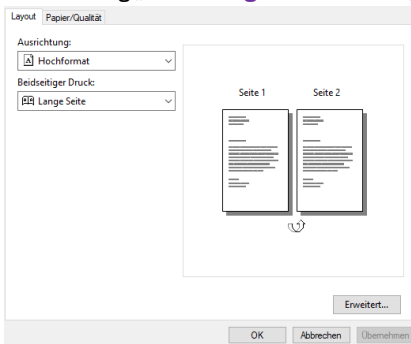 Layout Papier/Qualität
Ausrichtung:
Hochformat
Beidseitiger Druck:
Lange Seite
Seite 1 Seite 2
Erweitert...
OK Abbrechen Übernehmen